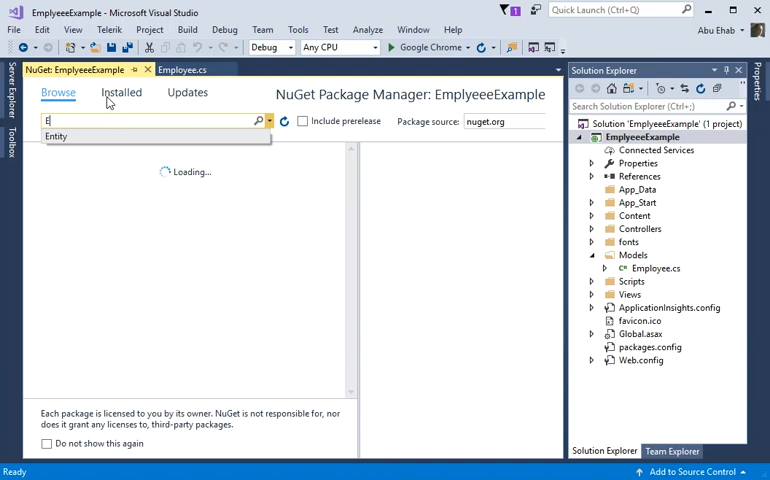 EmplyeeeExample - Microsoft Visual Studio
1
Quick Launch (Ctrl+Q)
File Edit View Telerik Project Build Debug Team Tools Test Analyze Window Help
Abu Ehab
Debug Any CPU Google Chrome
Server Explorer
Toolbox
NuGet: EmplyeeeExample Employee.cs
Browse Installed Updates
NuGet Package Manager: EmplyeeeExample
E
Include prerelease
Package source: nuget.org
Entity
Loading...
Each package is licensed to you by its owner. NuGet is not responsible for, nor
does it grant any licenses to, third-party packages.
Do not show this again
Solution Explorer
Search Solution Explorer (Ctrl+;)
Solution 'EmplyeeeExample' (1 project)
EmplyeeeExample
Connected Services
Properties
References
App_Data
App_Start
Content
Controllers
fonts
Models
C# Employee.cs
Scripts
Views
ApplicationInsights.config
favicon.ico
Global.asax
packages.config
Web.config
Solution Explorer Team Explorer
Properties
Ready
Add to Source Control